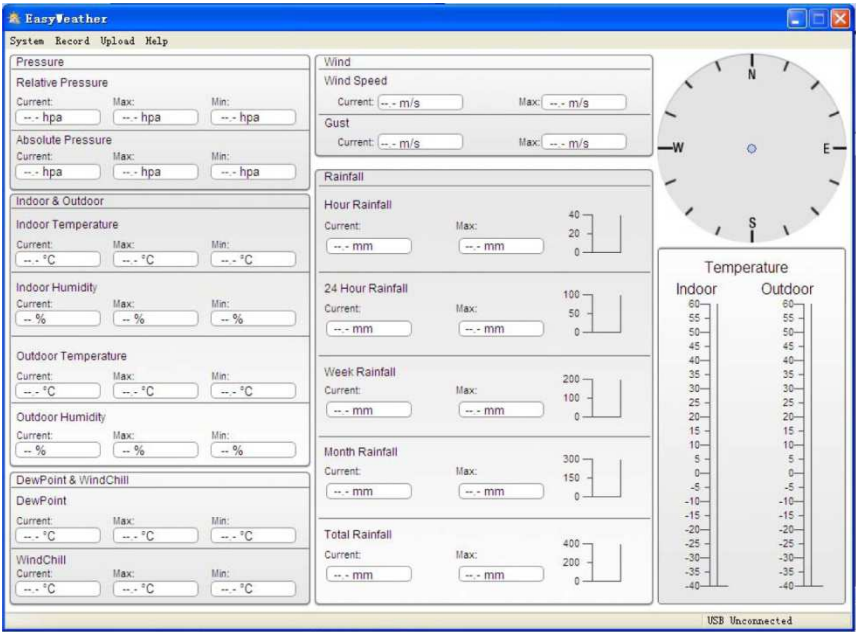 EasyWeather
System Record Upload Help
Pressure
Relative Pressure
Current: Max: Min:
--.- hpa --.- hpa --.- hpa
Absolute Pressure
Current: Max: Min:
--.- hpa --.- hpa --.- hpa
Indoor & Outdoor
Indoor Temperature
Current: Max: Min:
--.- °C --.- °C --.- °C
Indoor Humidity
Current: Max: Min:
-- % -- % -- %
Outdoor Temperature
Current: Max: Min:
--.- °C --.- °C --.- °C
Outdoor Humidity
Current: Max: Min:
-- % -- % -- %
DewPoint & WindChill
DewPoint
Current: Max: Min:
--.- °C --.- °C --.- °C
WindChill
Current: Max: Min:
--.- °C --.- °C --.- °C
Wind
Wind Speed
Current: --.- m/s Max: --.- m/s
Gust
Current: --.- m/s Max: --.- m/s
Rainfall
Hour Rainfall
Current: Max:
--.- mm --.- mm
40
20
0
24 Hour Rainfall
Current: Max:
--.- mm --.- mm
100
50
0
Week Rainfall
Current: Max:
--.- mm --.- mm
200
100
0
Month Rainfall
Current: Max:
--.- mm --.- mm
300
150
0
Total Rainfall
Current: Max:
--.- mm --.- mm
400
200
0
N
W E
S
Temperature
Indoor Outdoor
60 60
55 55
50 50
45 45
40 40
35 35
30 30
25 25
20 20
15 15
10 10
5 5
0 0
-5 -5
-10 -10
-15 -15
-20 -20
-25 -25
-30 -30
-35 -35
-40 -40
USB Unconnected